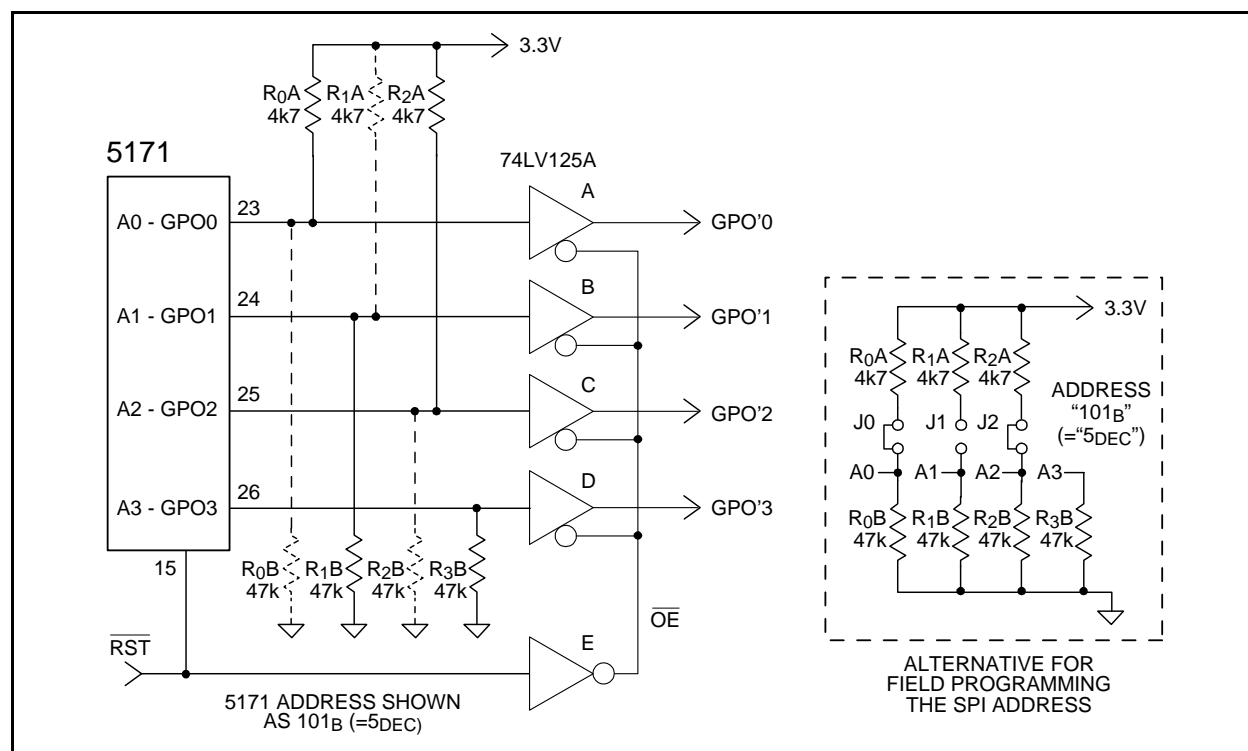 3.3V
R0A
4k7
R1A
4k7
R2A
4k7
5171
74LV125A
A0 - GPO0
23
A
GPO'0
A1 - GPO1
24
B
GPO'1
A2 - GPO2
25
C
GPO'2
A3 - GPO3
26
D
GPO'3
15
R0B
47k
R1B
47k
R2B
47k
R3B
47k
OE
RST
E
5171 ADDRESS SHOWN
AS 101B (=5DEC)
3.3V
R0A
4k7
R1A
4k7
R2A
4k7
ADDRESS
“101B”
(=“5DEC”)
J0
J1
J2
A0
A1
A2
A3
R0B
47k
R1B
47k
R2B
47k
R3B
47k
ALTERNATIVE FOR
FIELD PROGRAMMING
THE SPI ADDRESS